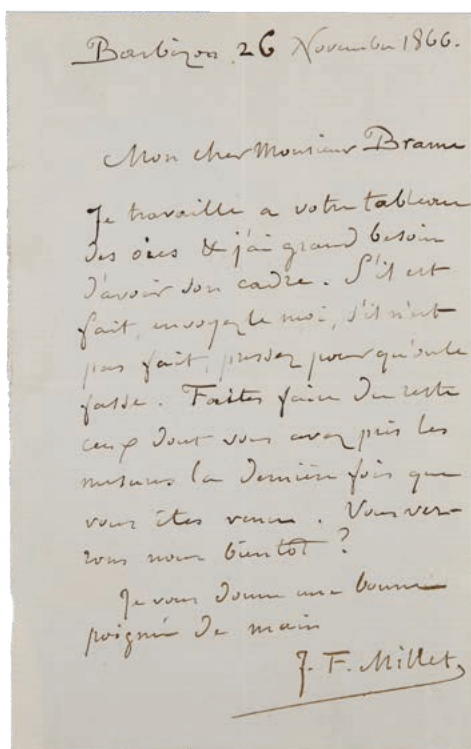 Barbizon 26 Novembre 1866.
Mon cher Monsieur Brame
Je travaille a votre tableau
des oies & j'ai grand besoin
d'avoir son cadre. S'il est
fait, envoyez le moi, s'il n'est
pas fait, pressez pour qu'on le
fasse. Faites faire du reste
ceux dont vous avez pris les
mesures la dernière fois que
vous êtes venu. Vous ver-
rons nous bientôt ?
Je vous donne une bonne
poignée de main
J. F. Millet